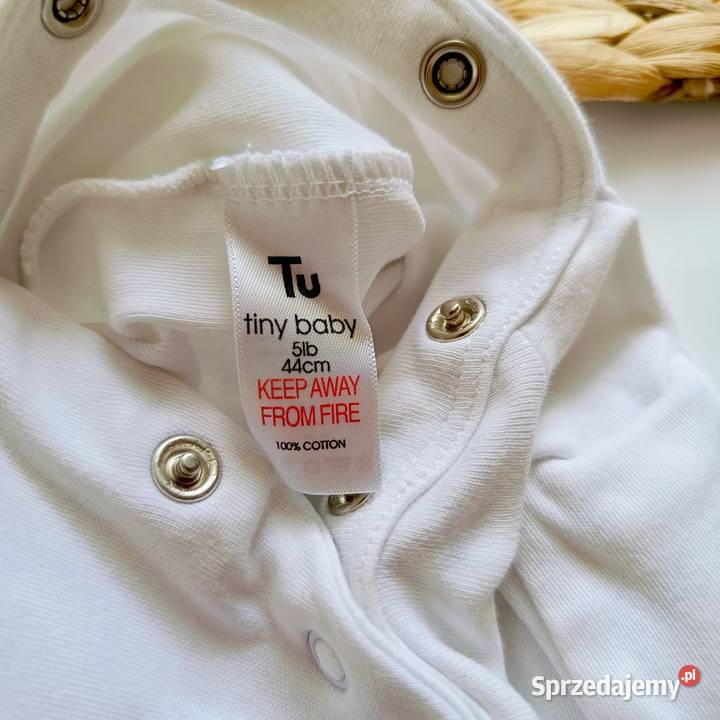 Tu
tiny baby
5lb
44cm
KEEP AWAY
FROM FIRE
100% COTTON
Sprzedajemy.pl